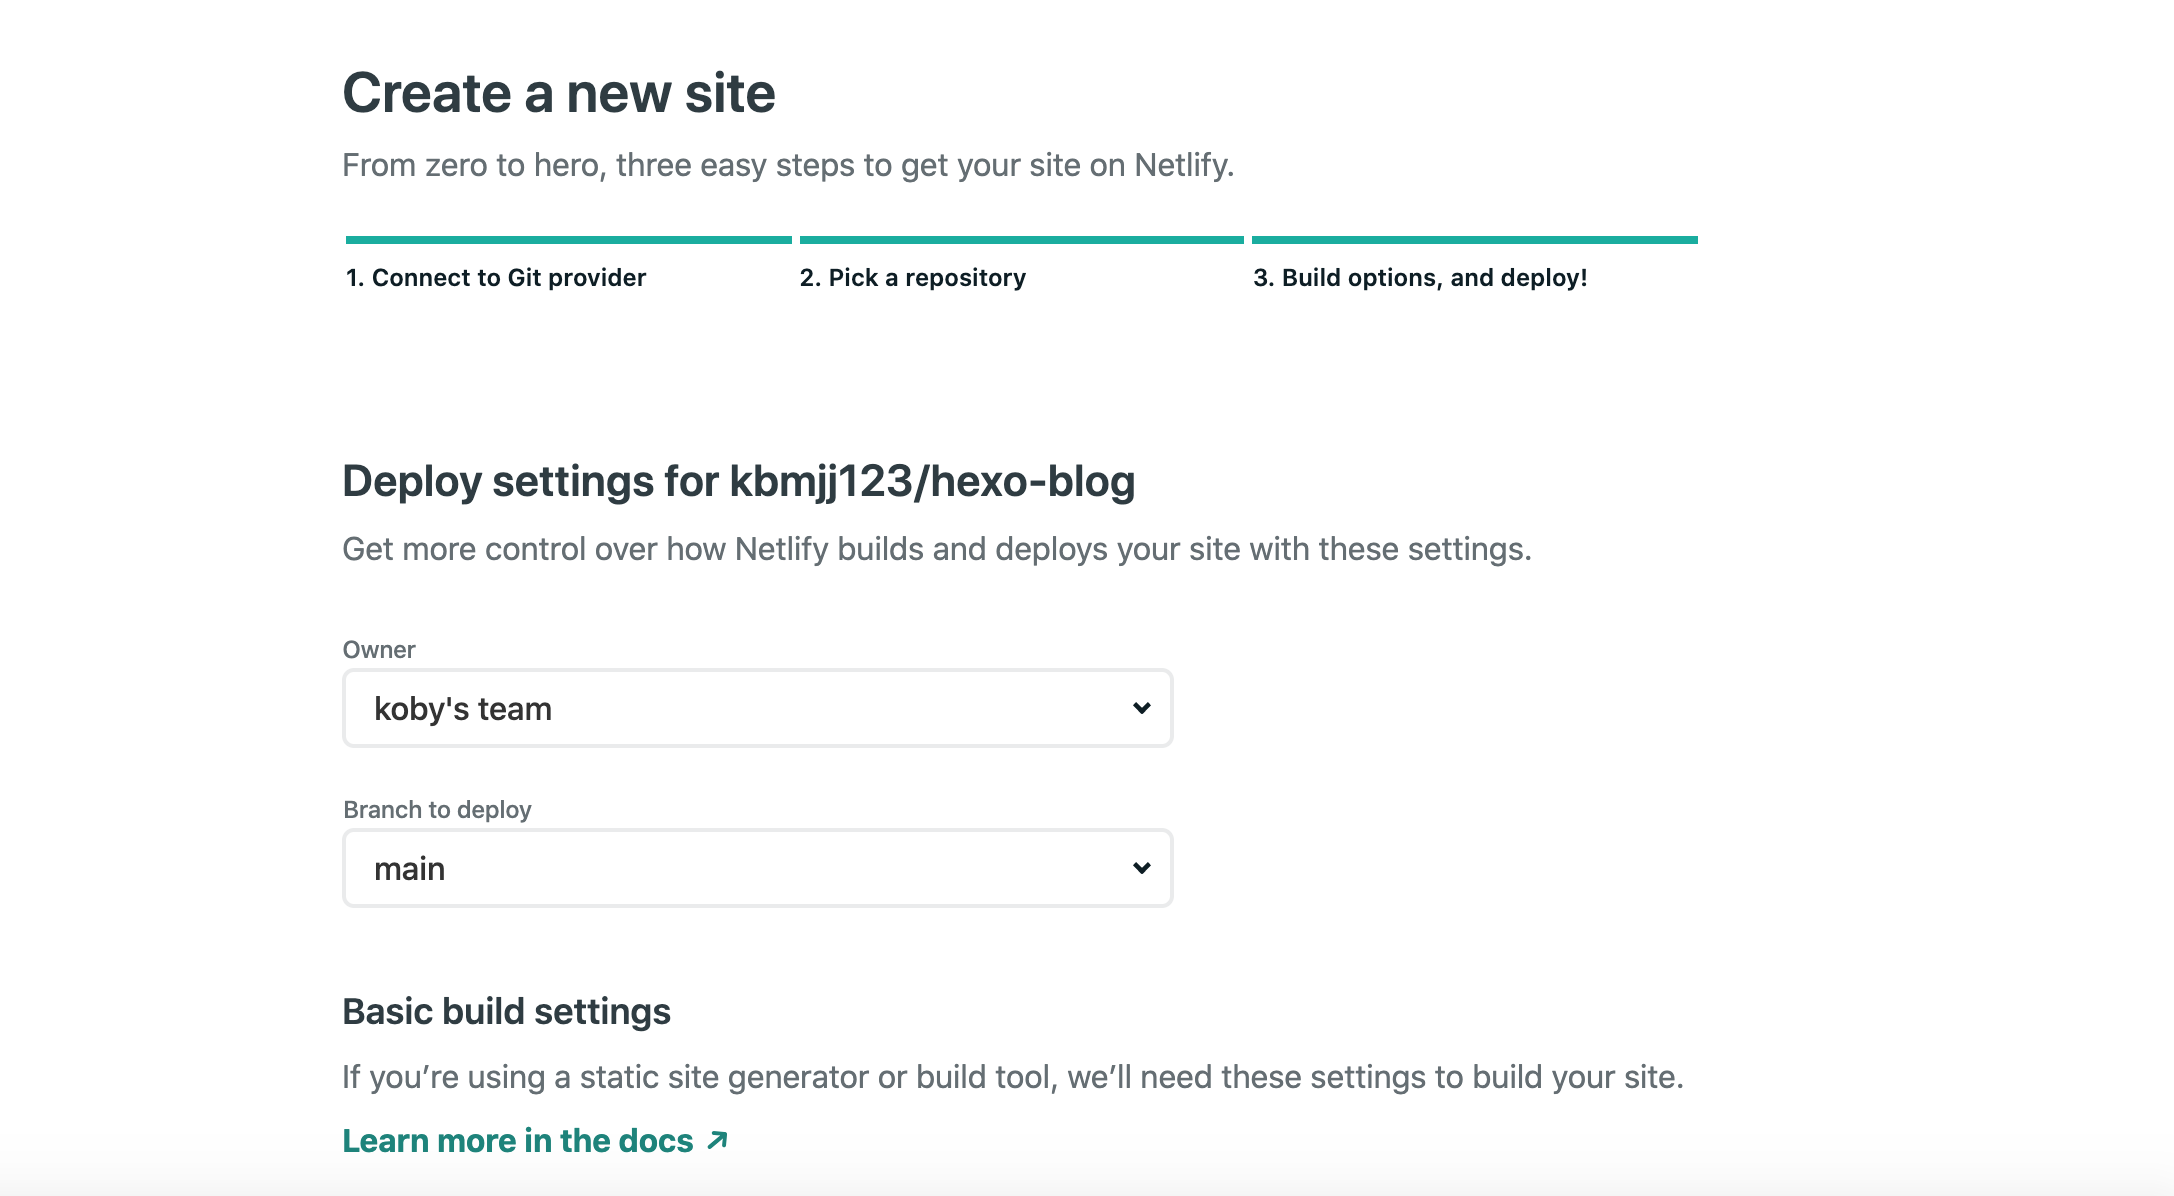 Create a new site
From zero to hero, three easy steps to get your site on Netlify.
1. Connect to Git provider
2. Pick a repository
3. Build options, and deploy!
Deploy settings for kbmjj123/hexo-blog
Get more control over how Netlify builds and deploys your site with these settings.
Owner
koby's team
Branch to deploy
main
Basic build settings
If you’re using a static site generator or build tool, we’ll need these settings to build your site.
Learn more in the docs ↗